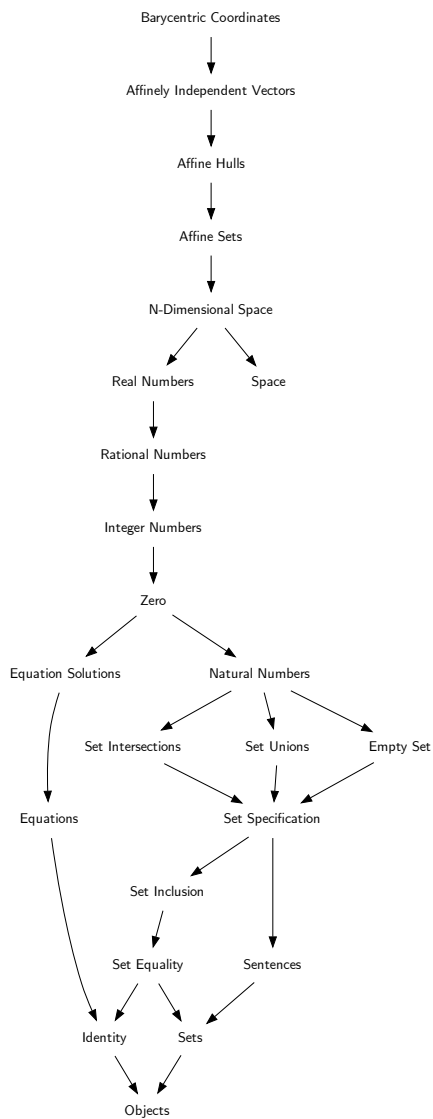 Barycentric Coordinates
Affinely Independent Vectors
Affine Hulls
Affine Sets
N-Dimensional Space
Real Numbers
Space
Rational Numbers
Integer Numbers
Zero
Equation Solutions
Natural Numbers
Set Intersections
Set Unions
Empty Set
Equations
Set Specification
Set Inclusion
Set Equality
Sentences
Identity
Sets
Objects